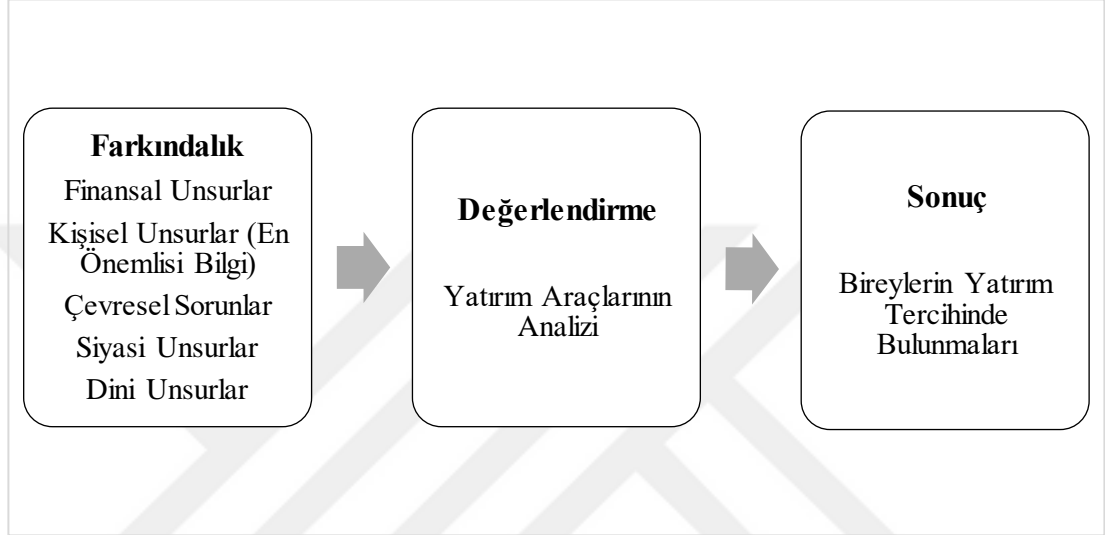 Farkındalık
Finansal Unsurlar
Kişisel Unsurlar (En
Önemlisi Bilgi)
Çevresel Sorunlar
Siyasi Unsurlar
Dini Unsurlar
Değerlendirme
Yatırım Araçlarının
Analizi
Sonuç
Bireylerin Yatırım
Tercihinde
Bulunmaları